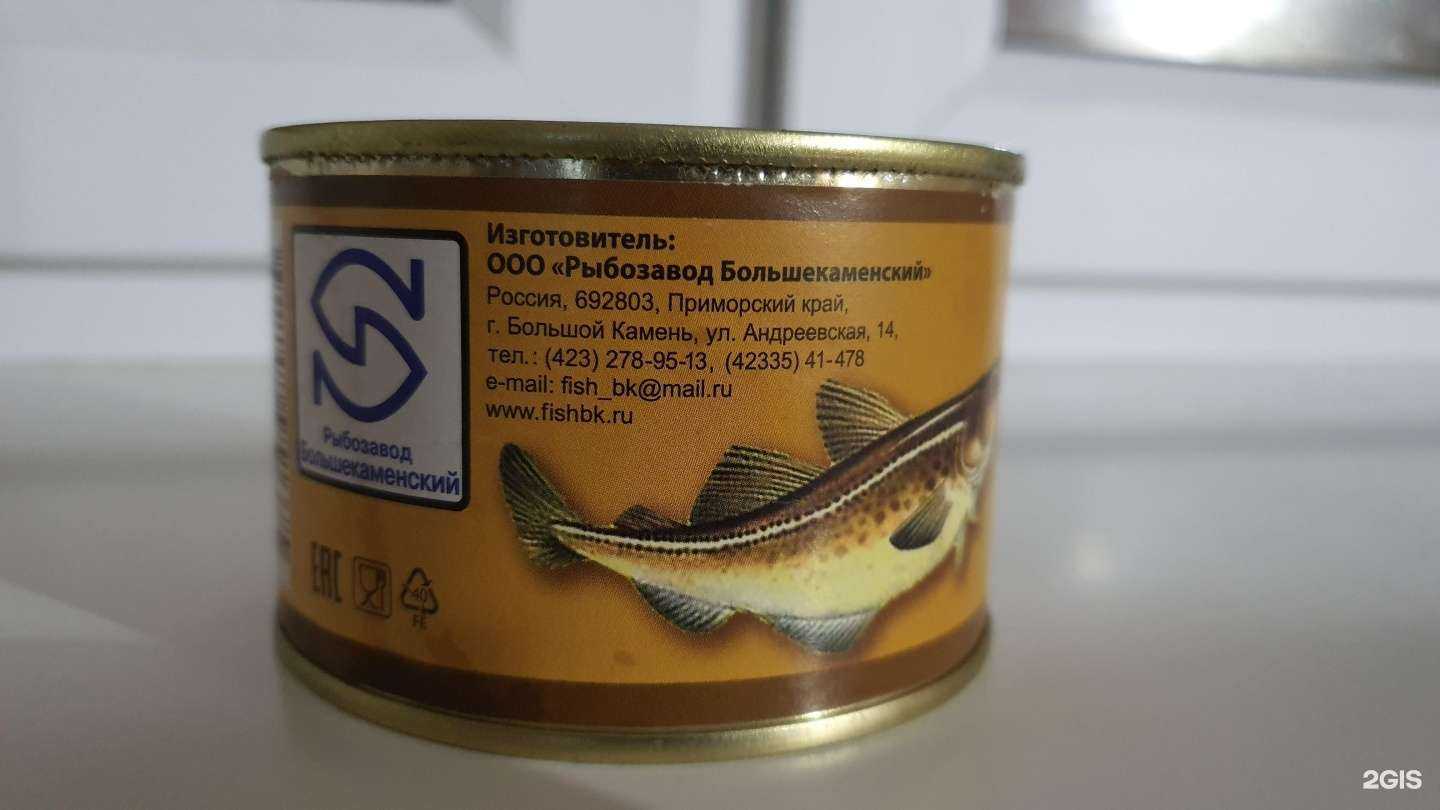 Изготовитель:
ООО «Рыбозавод Большекаменский»
Россия, 692803, Приморский край,
г. Большой Камень, ул. Андреевская, 14,
тел.: (423) 278-95-13, (42335) 41-478
e-mail: fish_bk@mail.ru
www.fishbk.ru
Рыбозавод
Большекаменский
EAC
40
FE
2GIS